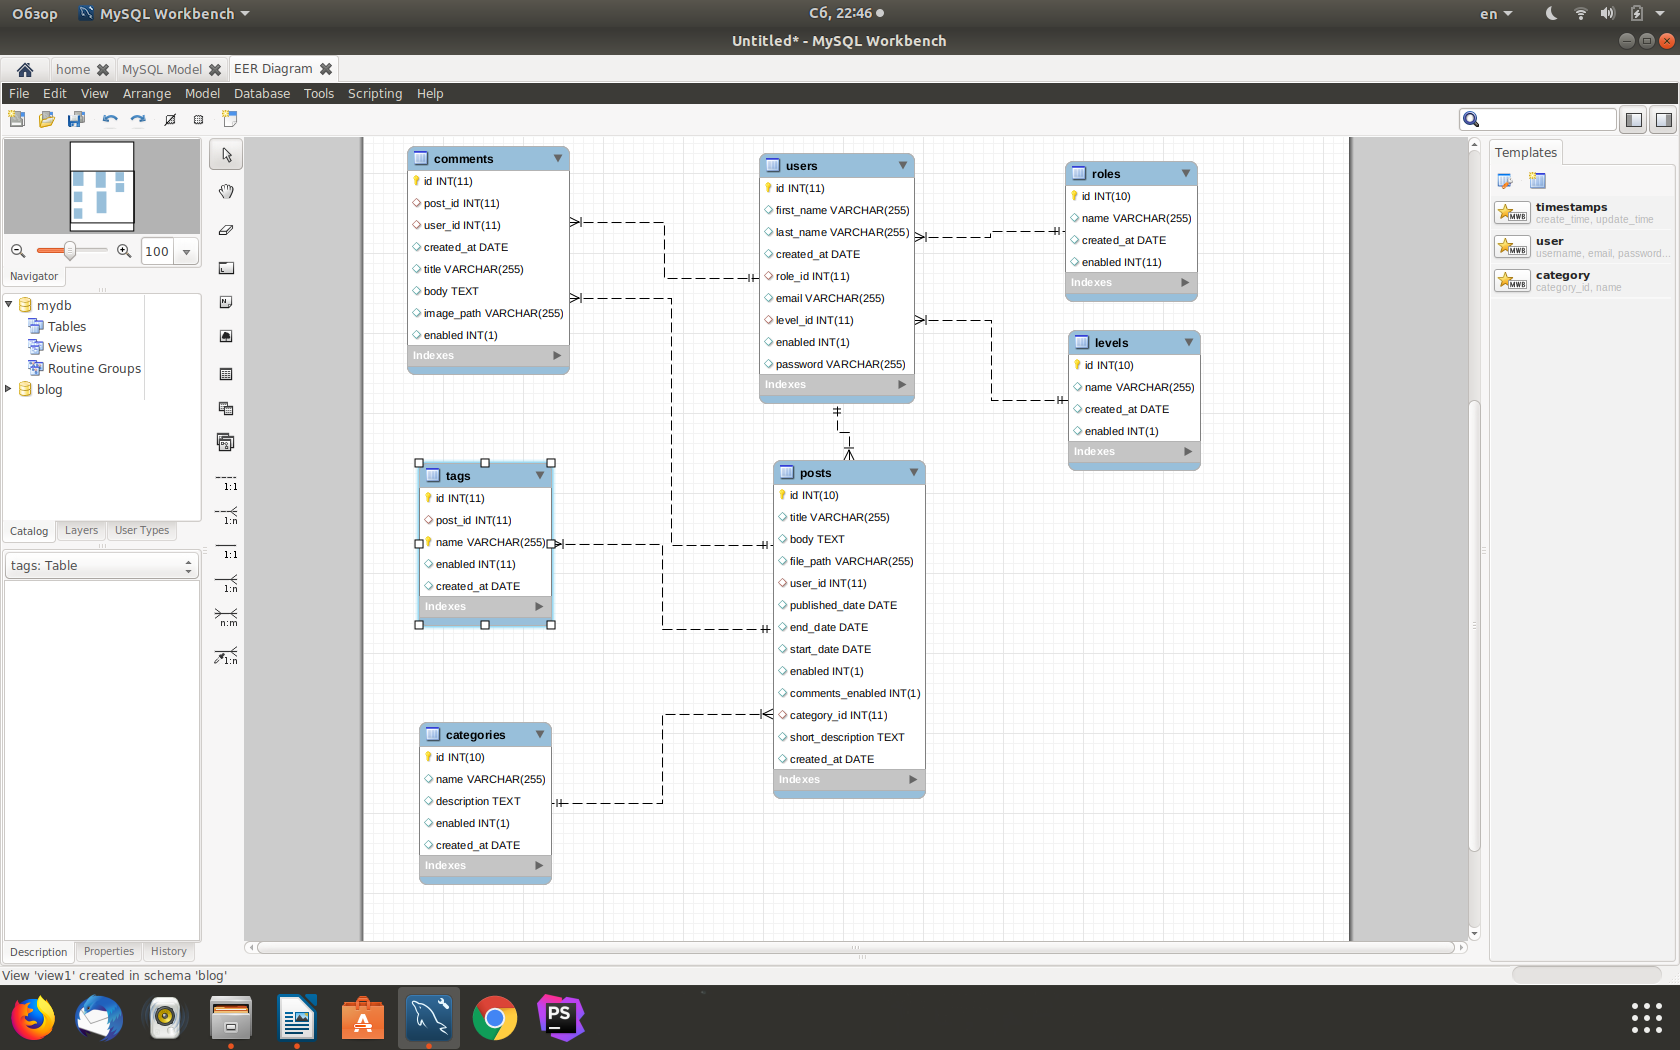 Обзор
MySQL Workbench
Сб, 22:46
en
Untitled* - MySQL Workbench
home
MySQL Model
EER Diagram
File Edit View Arrange Model Database Tools Scripting Help
100
Navigator
mydb
Tables
Views
Routine Groups
blog
Catalog
Layers
User Types
tags: Table
Description
Properties
History
View 'view1' created in schema 'blog'
1:1
1:n
1:1
1:n
n:m
1:n
comments
id INT(11)
post_id INT(11)
user_id INT(11)
created_at DATE
title VARCHAR(255)
body TEXT
image_path VARCHAR(255)
enabled INT(1)
Indexes
users
id INT(11)
first_name VARCHAR(255)
last_name VARCHAR(255)
created_at DATE
role_id INT(11)
email VARCHAR(255)
level_id INT(11)
enabled INT(1)
password VARCHAR(255)
Indexes
roles
id INT(10)
name VARCHAR(255)
created_at DATE
enabled INT(11)
Indexes
levels
id INT(10)
name VARCHAR(255)
created_at DATE
enabled INT(1)
Indexes
tags
id INT(11)
post_id INT(11)
name VARCHAR(255)
enabled INT(11)
created_at DATE
Indexes
posts
id INT(10)
title VARCHAR(255)
body TEXT
file_path VARCHAR(255)
user_id INT(11)
published_date DATE
end_date DATE
start_date DATE
enabled INT(1)
comments_enabled INT(1)
category_id INT(11)
short_description TEXT
created_at DATE
Indexes
categories
id INT(10)
name VARCHAR(255)
description TEXT
enabled INT(1)
created_at DATE
Indexes
Templates
MWB
timestamps
create_time, update_time
MWB
user
username, email, password...
MWB
category
category_id, name
PS